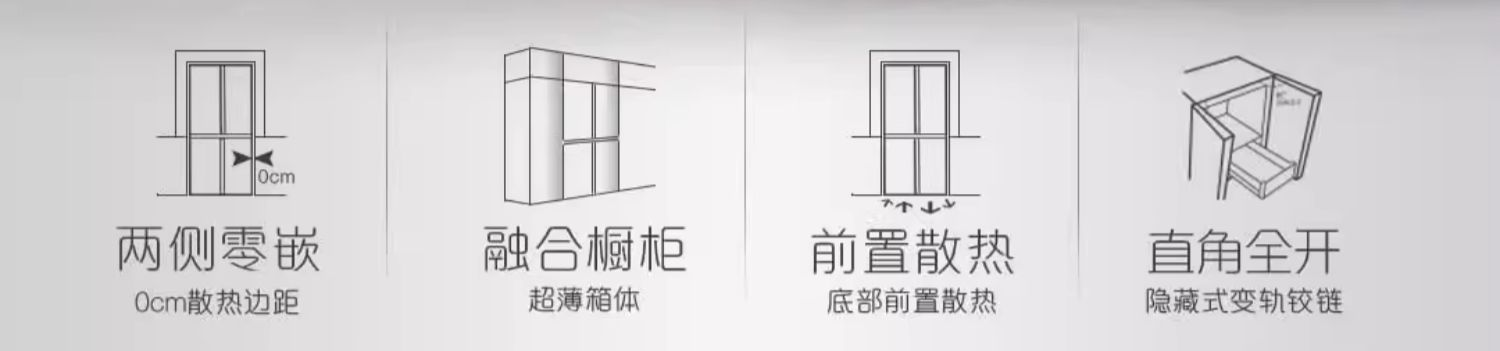 0cm
两侧零嵌
0cm散热边距
融合橱柜
超薄箱体
前置散热
底部前置散热
直角全开
隐藏式变轨铰链